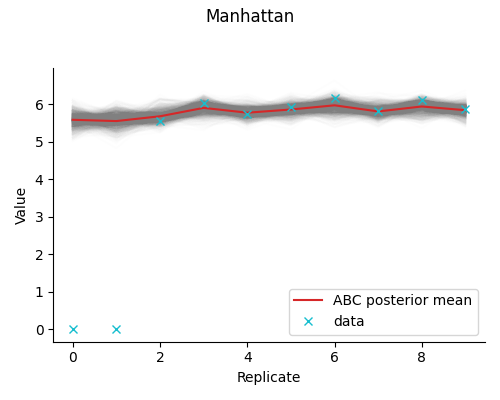 Manhattan
Value
6
5
4
3
2
1
0
ABC posterior mean
data
0
2
4
6
8
Replicate